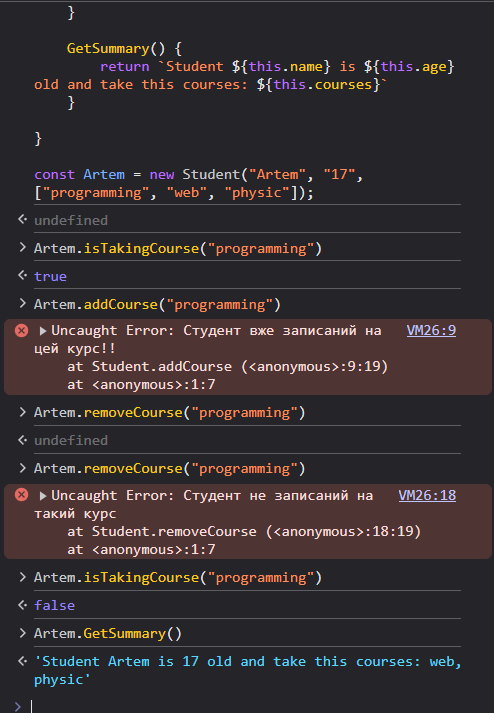 }
GetSummary() {
return `Student ${this.name} is ${this.age}
old and take this courses: ${this.courses}`
}
}
const Artem = new Student("Artem", "17",
["programming", "web", "physic"]);
undefined
Artem.isTakingCourse("programming")
true
Artem.addCourse("programming")
Uncaught Error: Студент вже записаний на VM26:9
цей курс!!
at Student.addCourse (<anonymous>:9:19)
at <anonymous>:1:7
Artem.removeCourse("programming")
undefined
Artem.removeCourse("programming")
Uncaught Error: Студент не записаний на VM26:18
такий курс
at Student.removeCourse (<anonymous>:18:19)
at <anonymous>:1:7
Artem.isTakingCourse("programming")
false
Artem.GetSummary()
'Student Artem is 17 old and take this courses: web,
physic'